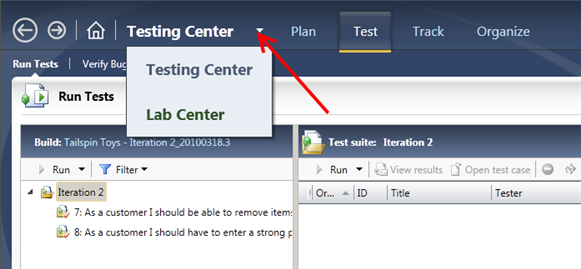 Testing Center Plan Test Track Organize
Run Tests Verify Bug
Testing Center
Lab Center
Run Tests
Build: Tailspin Toys - Iteration 2_20100318.3
Test suite: Iteration 2
Run Filter
Run View results Open test case
Or... ID Title Tester
Iteration 2
7: As a customer I should be able to remove items
8: As a customer I should have to enter a strong p